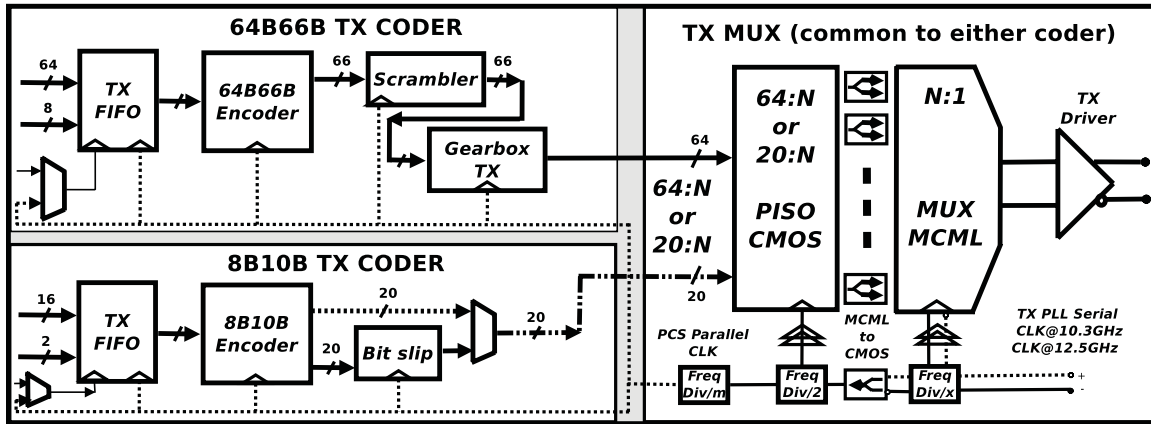 64B66B TX CODER
64
8
TX
FIFO
64B66B
Encoder
66
Scrambler
66
Gearbox
TX
8B10B TX CODER
16
2
TX
FIFO
8B10B
Encoder
20
20
Bit slip
20
TX MUX (common to either coder)
64
64:N
or
20:N
20
64:N
or
20:N
PISO
CMOS
N:1
MUX
MCML
TX
Driver
MCML
to
CMOS
PCS Parallel
CLK
TX PLL Serial
CLK@10.3GHz
CLK@12.5GHz
Freq
Div/m
Freq
Div/2
Freq
Div/x
+
-